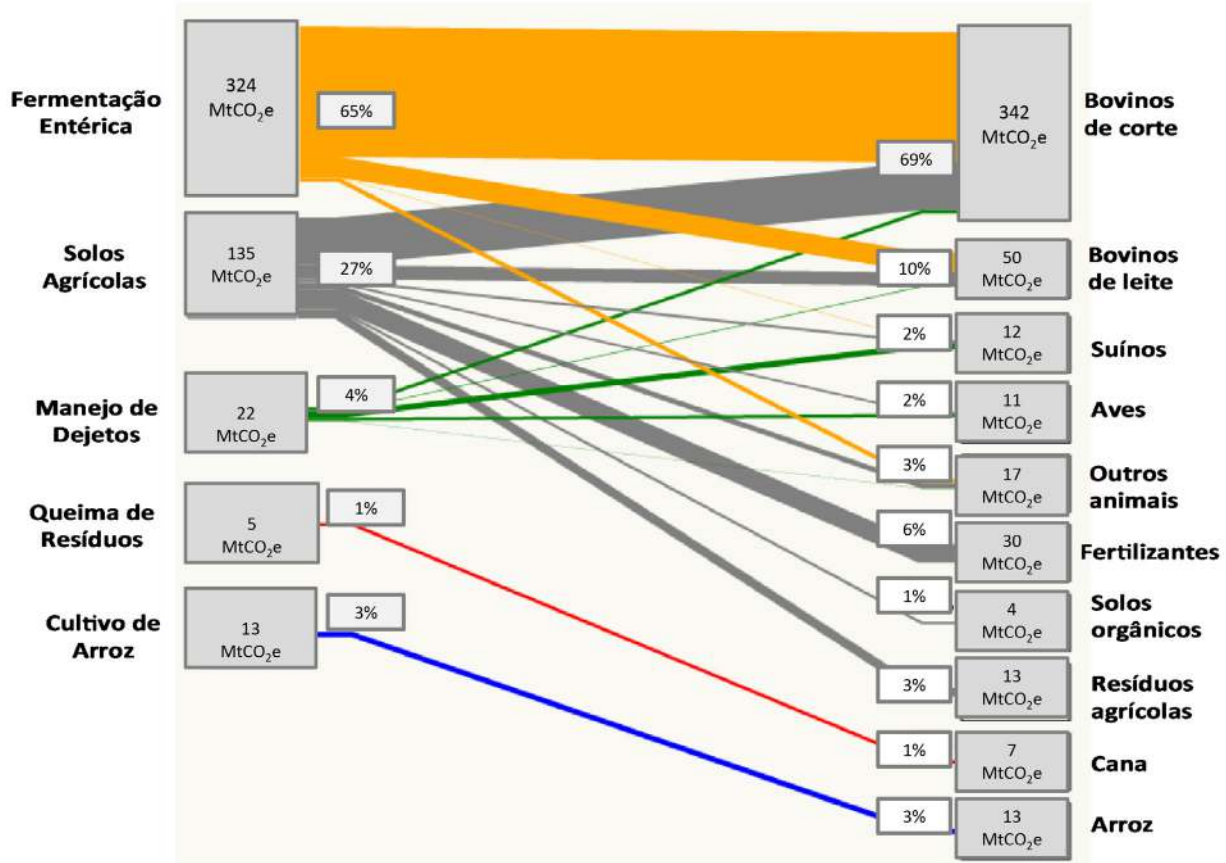 Fermentação
Entérica
324
MtCO₂e
65%
Solos
Agrícolas
135
MtCO₂e
27%
Manejo de
Dejetos
22
MtCO₂e
4%
Queima de
Resíduos
5
MtCO₂e
1%
Cultivo de
Arroz
13
MtCO₂e
3%
69%
342
MtCO₂e
Bovinos
de corte
10%
50
MtCO₂e
Bovinos
de leite
2%
12
MtCO₂e
Suínos
2%
11
MtCO₂e
Aves
3%
17
MtCO₂e
Outros
animais
6%
30
MtCO₂e
Fertilizantes
1%
4
MtCO₂e
Solos
orgânicos
3%
13
MtCO₂e
Resíduos
agrícolas
1%
7
MtCO₂e
Cana
3%
13
MtCO₂e
Arroz